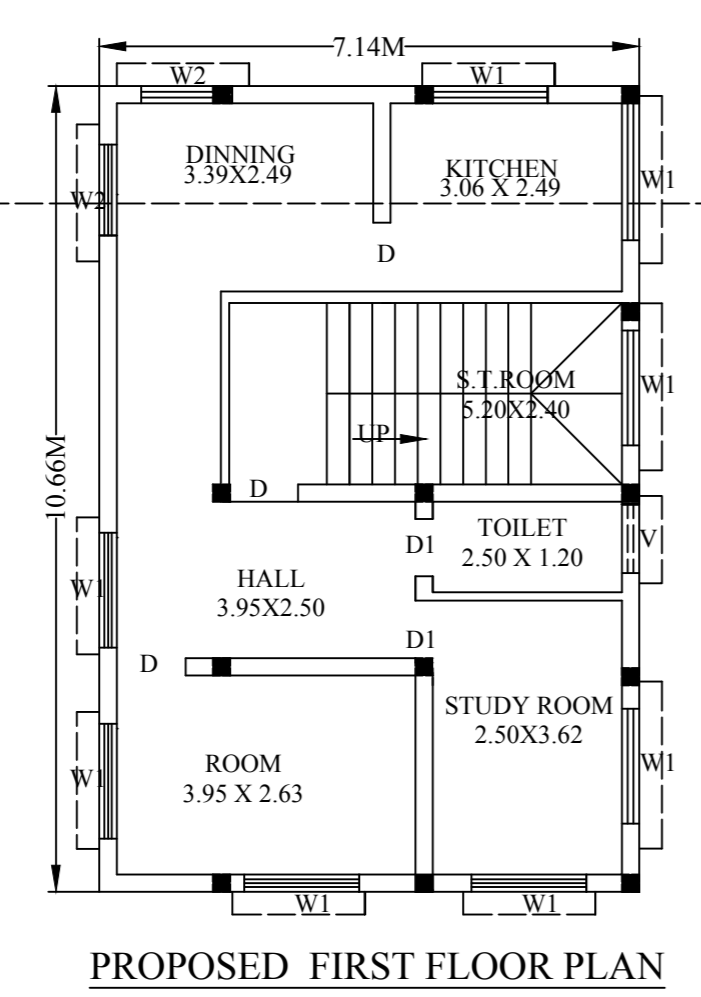 7.14M
W2
W1
DINNING
3.39X2.49
KITCHEN
3.06 X 2.49
W1
W2
D
S.T.ROOM
5.20X2.40
W1
UP
10.66M
D
TOILET
2.50 X 1.20
V
D1
HALL
3.95X2.50
W1
D1
D
STUDY ROOM
2.50X3.62
ROOM
3.95 X 2.63
W1
W1
W1
W1
PROPOSED FIRST FLOOR PLAN